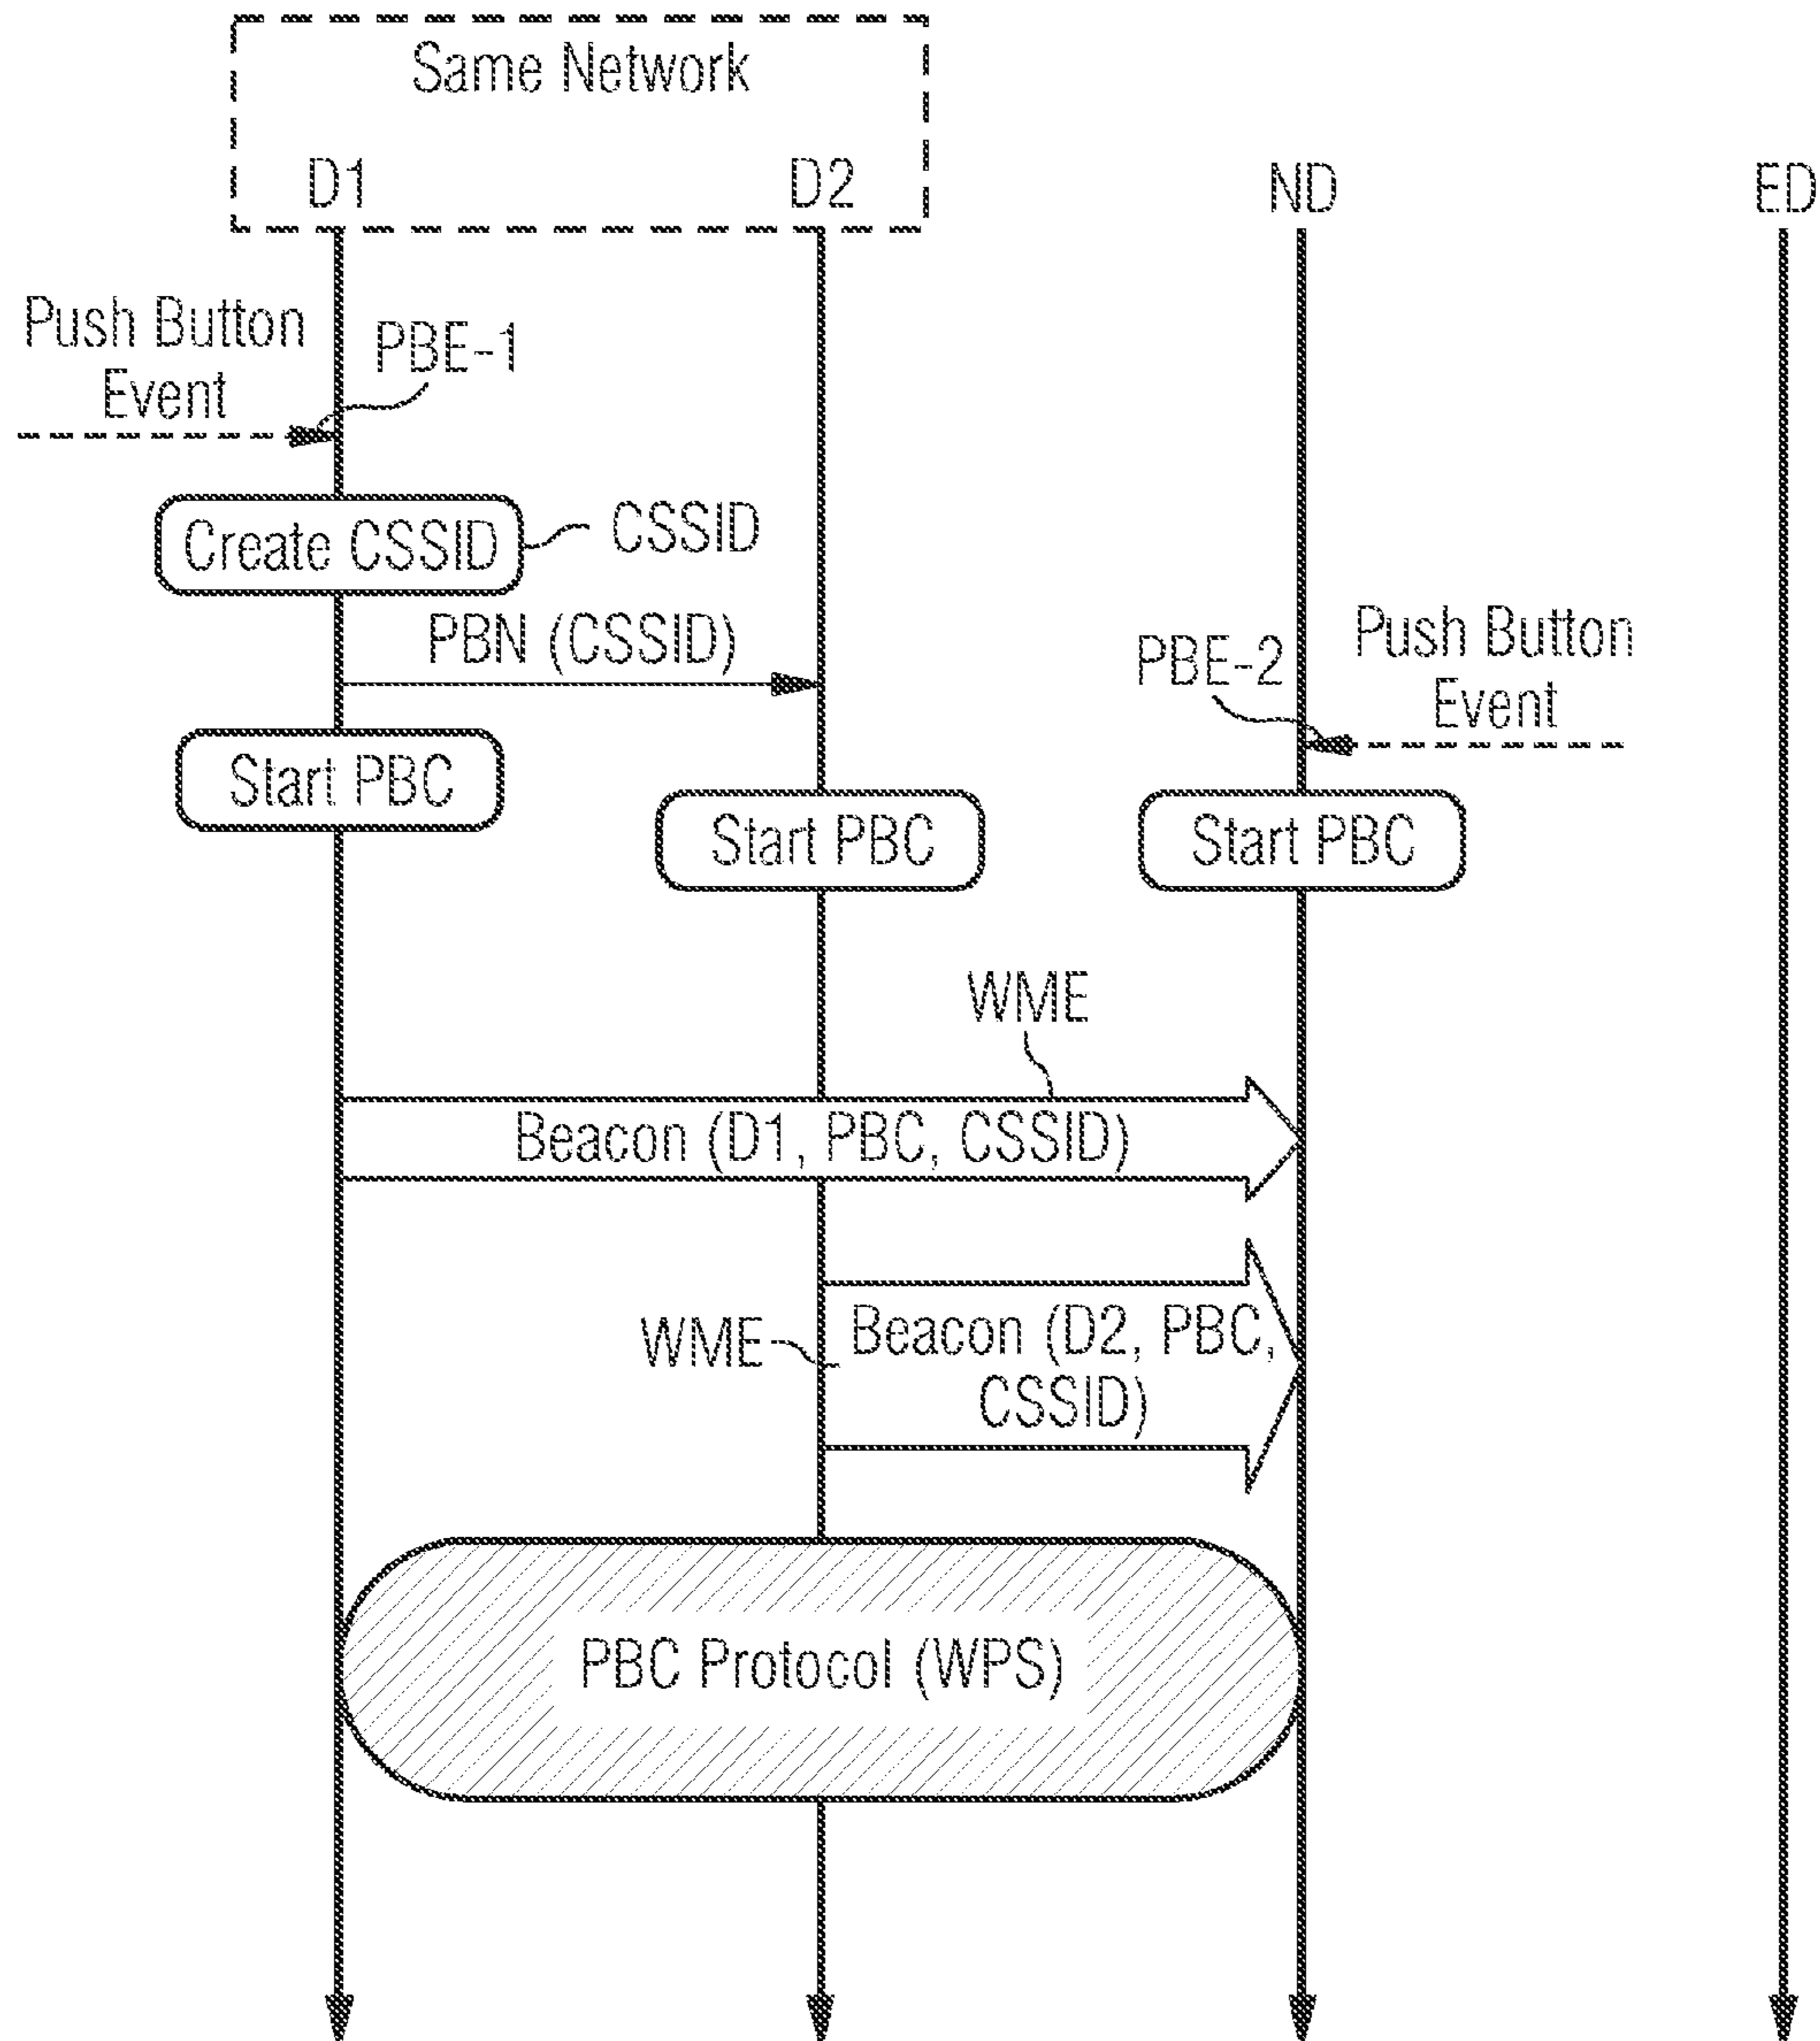 Same Network
D1
D2
ND
ED
Push Button
Event
PBE-1
Create CSSID
CSSID
PBN (CSSID)
PBE-2
Push Button
Event
Start PBC
Start PBC
Start PBC
WME
Beacon (D1, PBC, CSSID)
WME
Beacon (D2, PBC,
CSSID)
PBC Protocol (WPS)